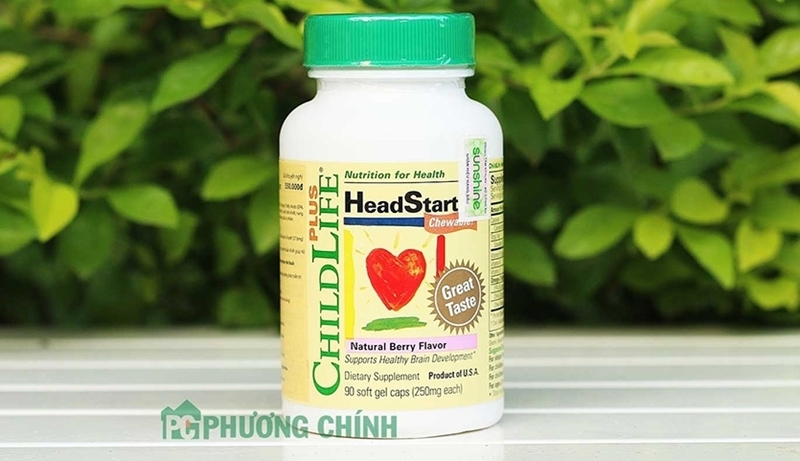 Nutrition for Health
CHILDLIFE®
PLUS
HeadStart
Chewable!
Great
Taste
Natural Berry Flavor
Supports Healthy Brain Development*
Dietary Supplement Product of U.S.A.
90 soft gel caps (250mg each)
sunshine
PC PHƯƠNG CHÍNH